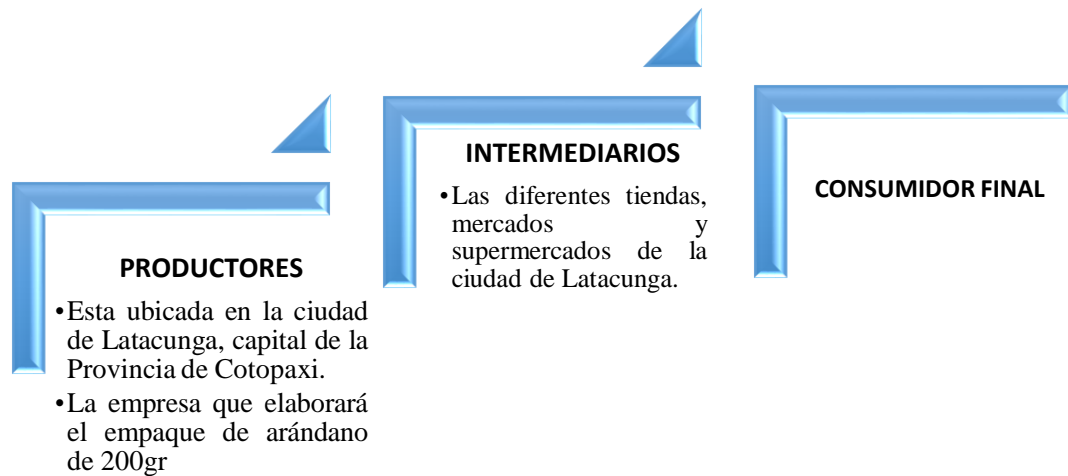 PRODUCTORES
•Esta ubicada en la ciudad
de Latacunga, capital de la
Provincia de Cotopaxi.
•La empresa que elaborará
el empaque de arándano
de 200gr
INTERMEDIARIOS
•Las diferentes tiendas,
mercados y
supermercados de la
ciudad de Latacunga.
CONSUMIDOR FINAL